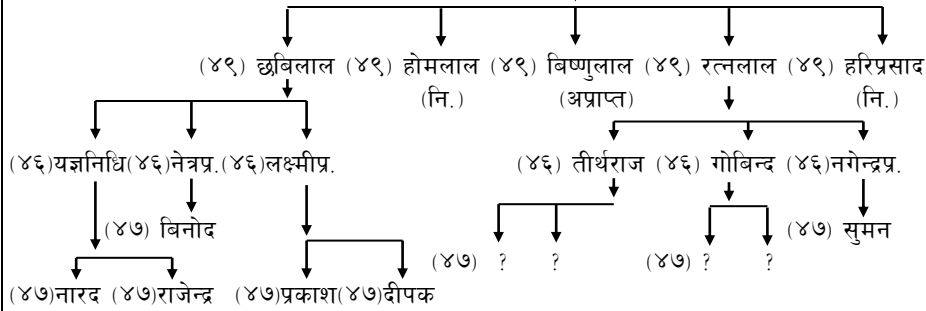 (४९) छबिलाल (४९) होमलाल (४९) बिष्णुलाल (४९) रत्नलाल (४९) हरिप्रसाद
(नि.) (अप्राप्त) (नि.)
(४६)यज्ञनिधि(४६)नेत्रप्र.(४६)लक्ष्मीप्र. (४६) तीर्थराज (४६) गोबिन्द (४६)नगेन्द्रप्र.
(४७) बिनोद (४७) सुमन
(४७) ? ? (४७) ? ?
(४७)नारद (४७)राजेन्द्र (४७)प्रकाश(४७)दीपक